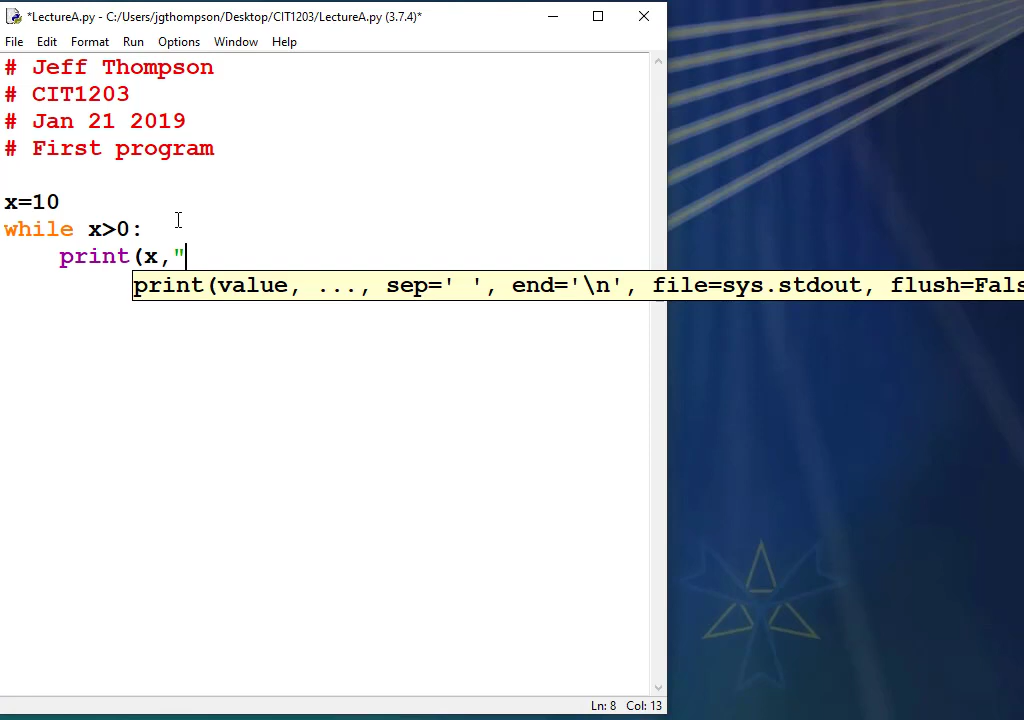 *LectureA.py - C:/Users/jgthompson/Desktop/CIT1203/LectureA.py (3.7.4)*
File Edit Format Run Options Window Help
# Jeff Thompson
# CIT1203
# Jan 21 2019
# First program
x=10
while x>0:
    print(x,"
print(value, ..., sep=' ', end='\n', file=sys.stdout, flush=Fals
Ln: 8 Col: 13